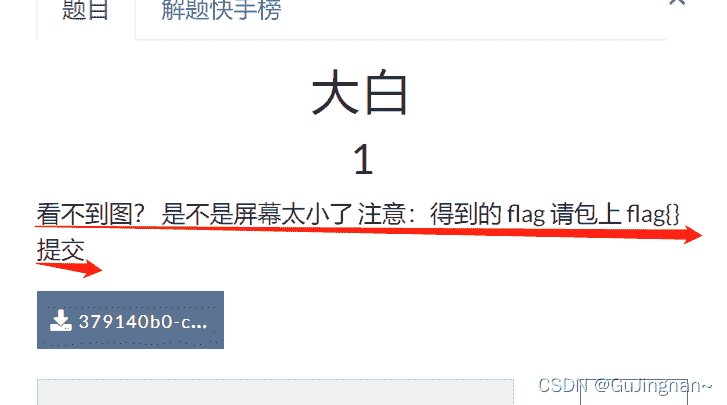 题目 解题快手榜
大白
1
看不到图? 是不是屏幕太小了 注意：得到的 flag 请包上 flag{}
提交
379140b0-c...
CSDN @GuJingnan~